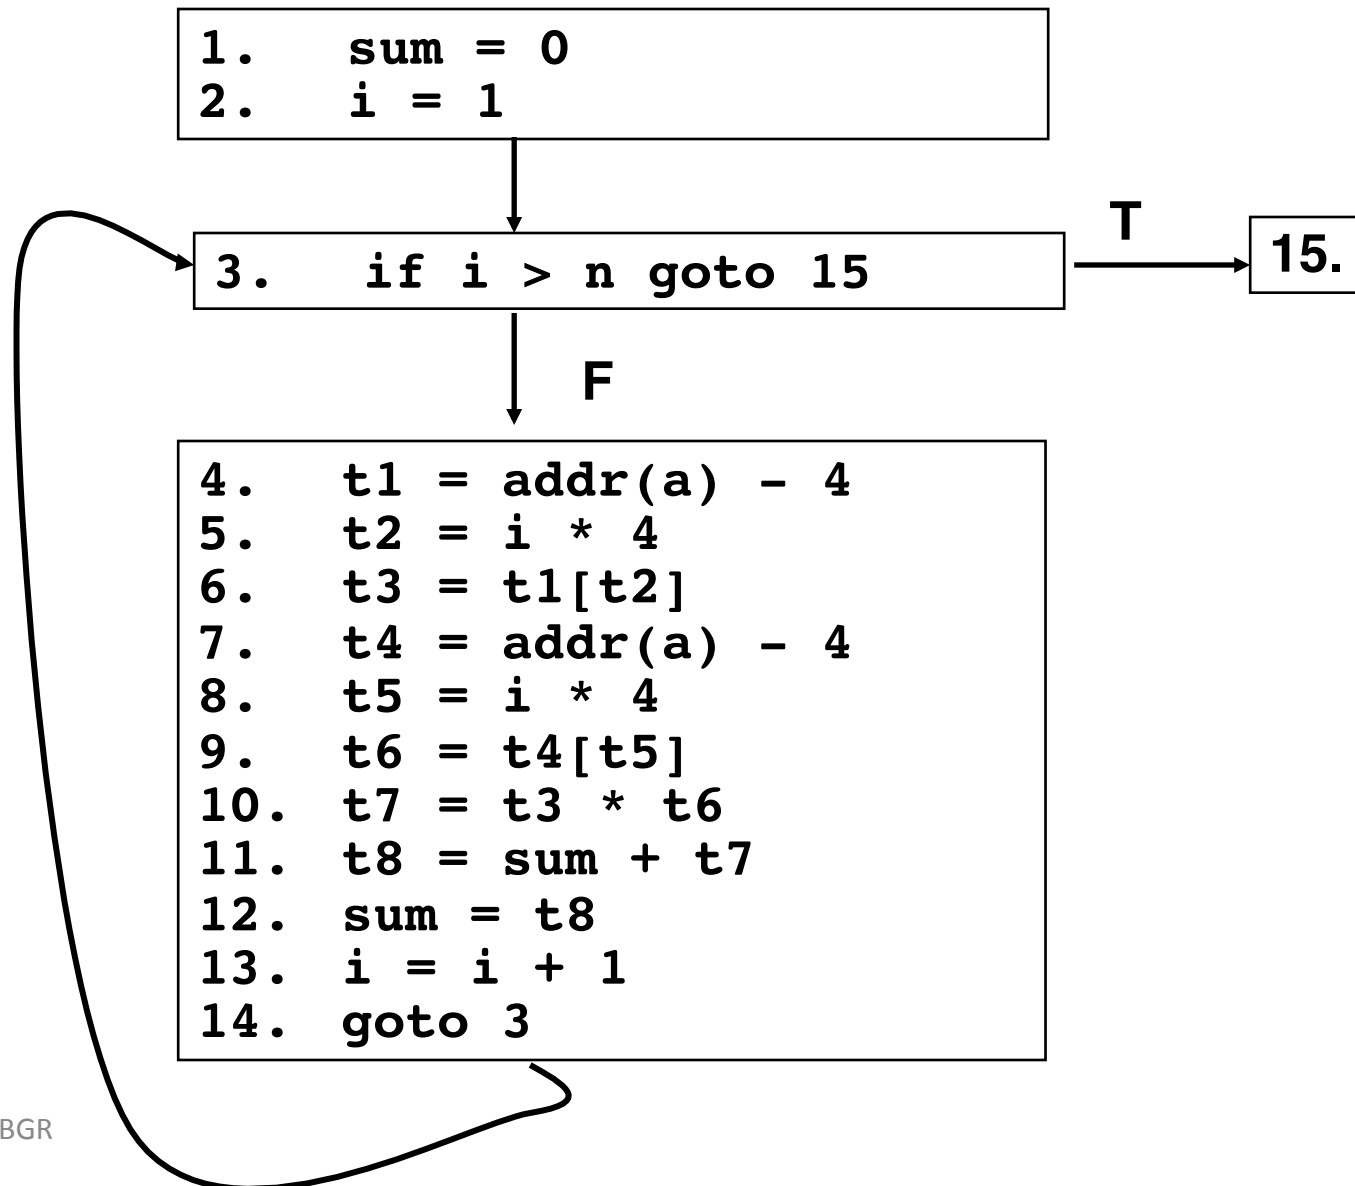 1. sum = 0
2. i = 1
T
3. if i > n goto 15
15.
F
4. t1 = addr(a) – 4
5. t2 = i * 4
6. t3 = t1[t2]
7. t4 = addr(a) – 4
8. t5 = i * 4
9. t6 = t4[t5]
10. t7 = t3 * t6
11. t8 = sum + t7
12. sum = t8
13. i = i + 1
14. goto 3
BGR